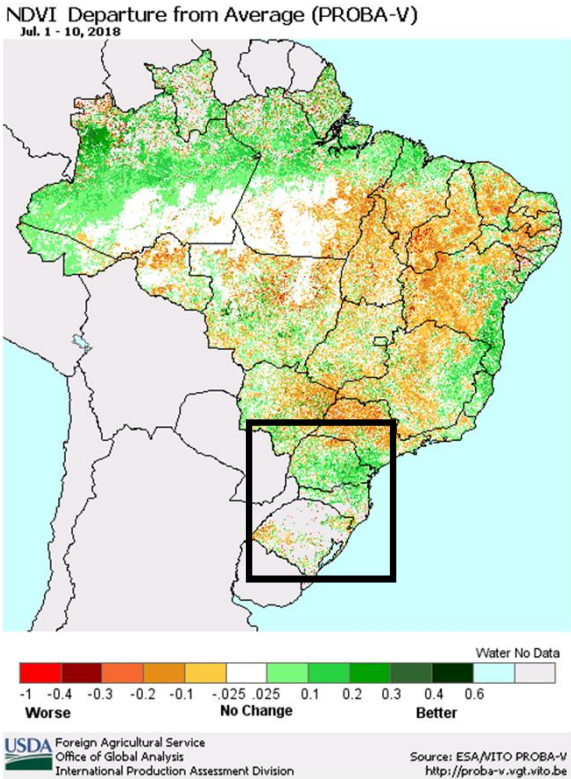 NDVI Departure from Average (PROBA-V)
Jul. 1 - 10, 2018
Water No Data
-1 -0.4 -0.3 -0.2 -0.1 -.025 .025 0.1 0.2 0.3 0.4 0.6
Worse No Change Better
USDA Foreign Agricultural Service
Office of Global Analysis
International Production Assessment Division
Source: ESA/VITO PROBA-V
http://proba-v.vgt.vito.be